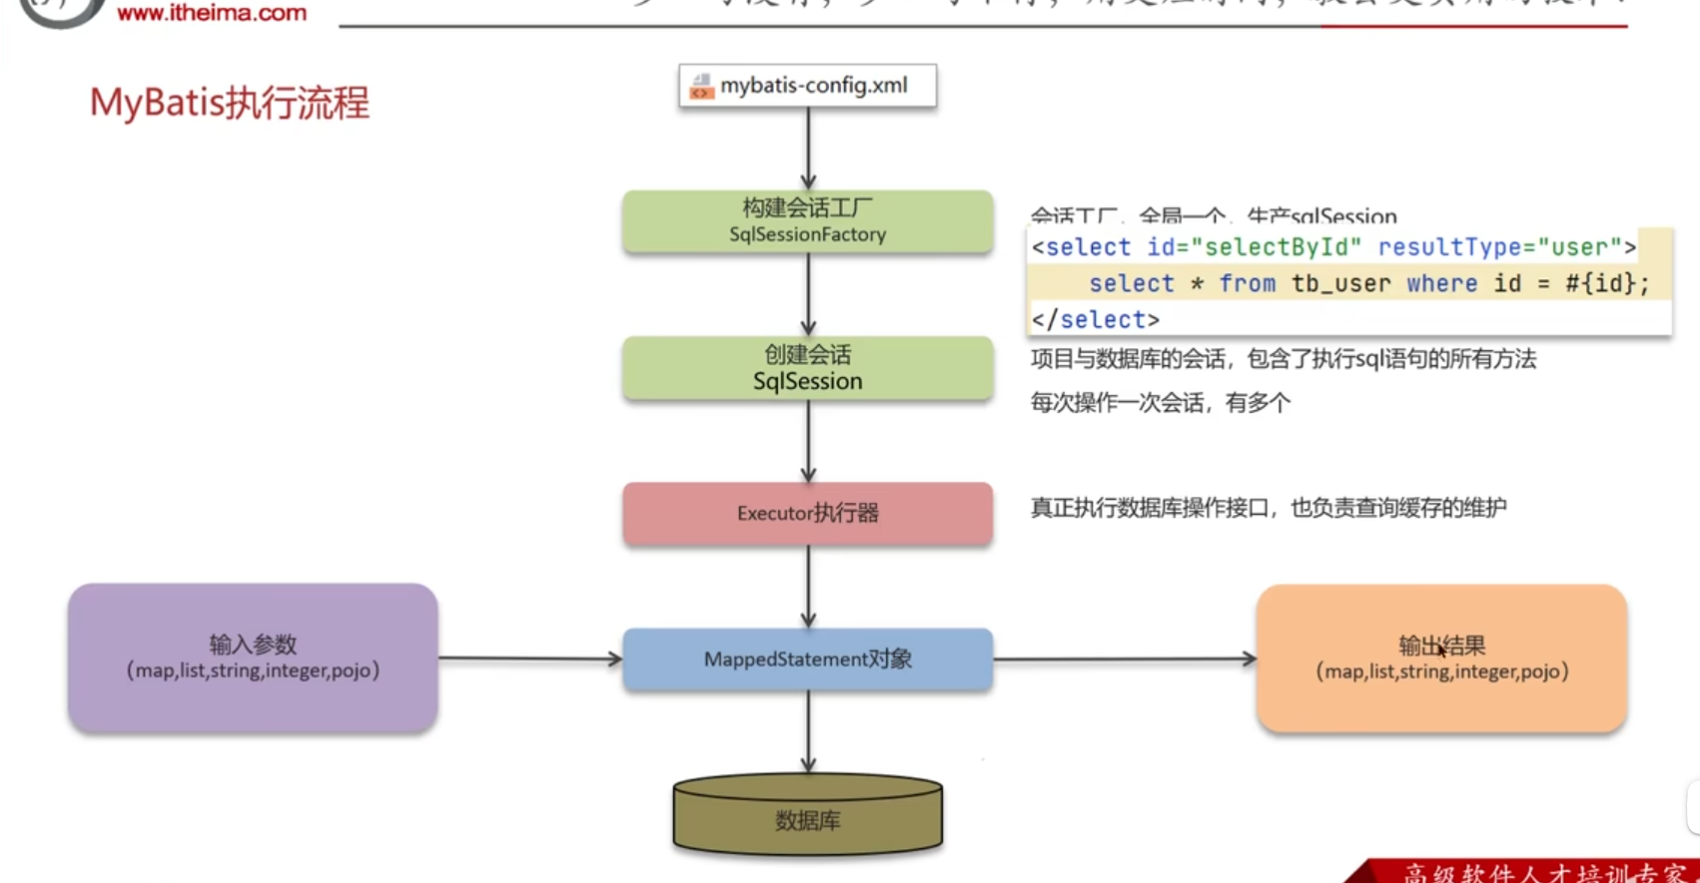 www.itheima.com
MyBatis执行流程
mybatis-config.xml
构建会话工厂
SqlSessionFactory
会话工厂，全局一个，生产sqlSession
<select id="selectById" resultType="user">
select * from tb_user where id = #{id};
</select>
创建会话
SqlSession
项目与数据库的会话，包含了执行sql语句的所有方法
每次操作一次会话，有多个
Executor执行器
真正执行数据库操作接口，也负责查询缓存的维护
输入参数
(map,list,string,integer,pojo)
MappedStatement对象
输出结果
(map,list,string,integer,pojo)
数据库
高级软件人才培训专家